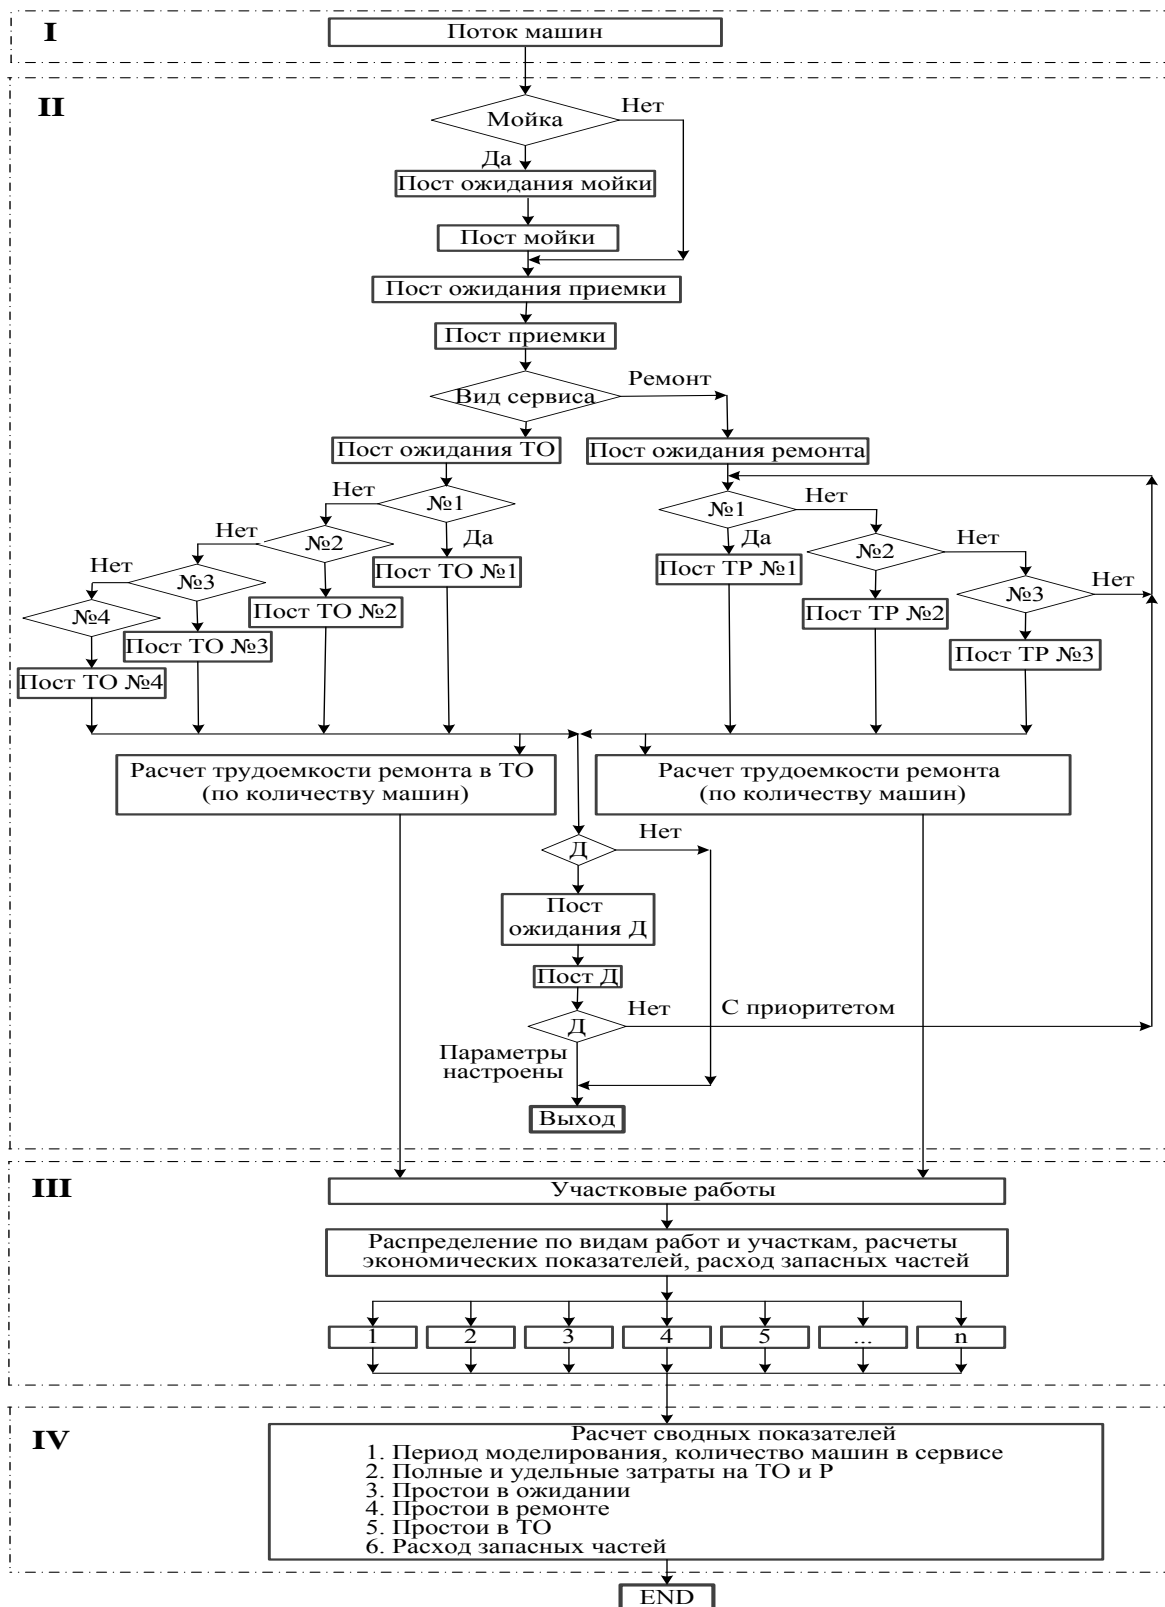 I
Поток машин
II
Мойка
Нет
Да
Пост ожидания мойки
Пост мойки
Пост ожидания приемки
Пост приемки
Вид сервиса
Ремонт
Пост ожидания ТО
Пост ожидания ремонта
№1
Нет
Да
№2
Нет
№3
Нет
№4
Пост ТО №1
Пост ТО №2
Пост ТО №3
Пост ТО №4
№1
Нет
Да
№2
Нет
№3
Нет
Пост ТР №1
Пост ТР №2
Пост ТР №3
Расчет трудоемкости ремонта в ТО
(по количеству машин)
Расчет трудоемкости ремонта
(по количеству машин)
Д
Нет
Пост
ожидания Д
Пост Д
Д
Нет
С приоритетом
Параметры
настроены
Выход
III
Участковые работы
Распределение по видам работ и участкам, расчеты
экономических показателей, расход запасных частей
1 2 3 4 5 ... n
IV
Расчет сводных показателей
1. Период моделирования, количество машин в сервисе
2. Полные и удельные затраты на ТО и Р
3. Простои в ожидании
4. Простои в ремонте
5. Простои в ТО
6. Расход запасных частей
END